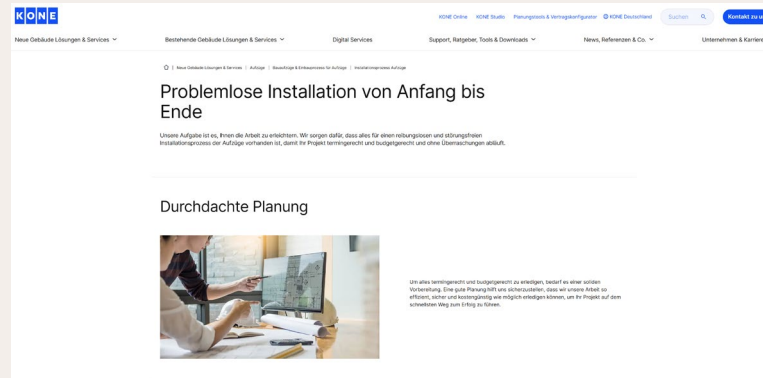 KONE
KONE Online KONE Studio Planungstools & Vertragskonfigurator KONE Deutschland Suchen Kontakt zu u
Neue Gebäude Lösungen & Services Bestehende Gebäude Lösungen & Services Digital Services Support, Ratgeber, Tools & Downloads News, Referenzen & Co. Unternehmen & Karriere
Neue Gebäude Lösungen & Services | Aufzüge | Bauaufzüge & Einbauprozess für Aufzüge | Installationsprozess Aufzüge
Problemlose Installation von Anfang bis
Ende
Unsere Aufgabe ist es, Ihnen die Arbeit zu erleichtern. Wir sorgen dafür, dass alles für einen reibungslosen und störungsfreien
Installationsprozess der Aufzüge vorhanden ist, damit Ihr Projekt termingerecht und budgetgerecht und ohne Überraschungen abläuft.
Durchdachte Planung
Um alles termingerecht und budgetgerecht zu erledigen, bedarf es einer soliden
Vorbereitung. Eine gute Planung hilft uns sicherzustellen, dass wir unsere Arbeit so
effizient, sicher und kostengünstig wie möglich erledigen können, um Ihr Projekt auf dem
schnellsten Weg zum Erfolg zu führen.